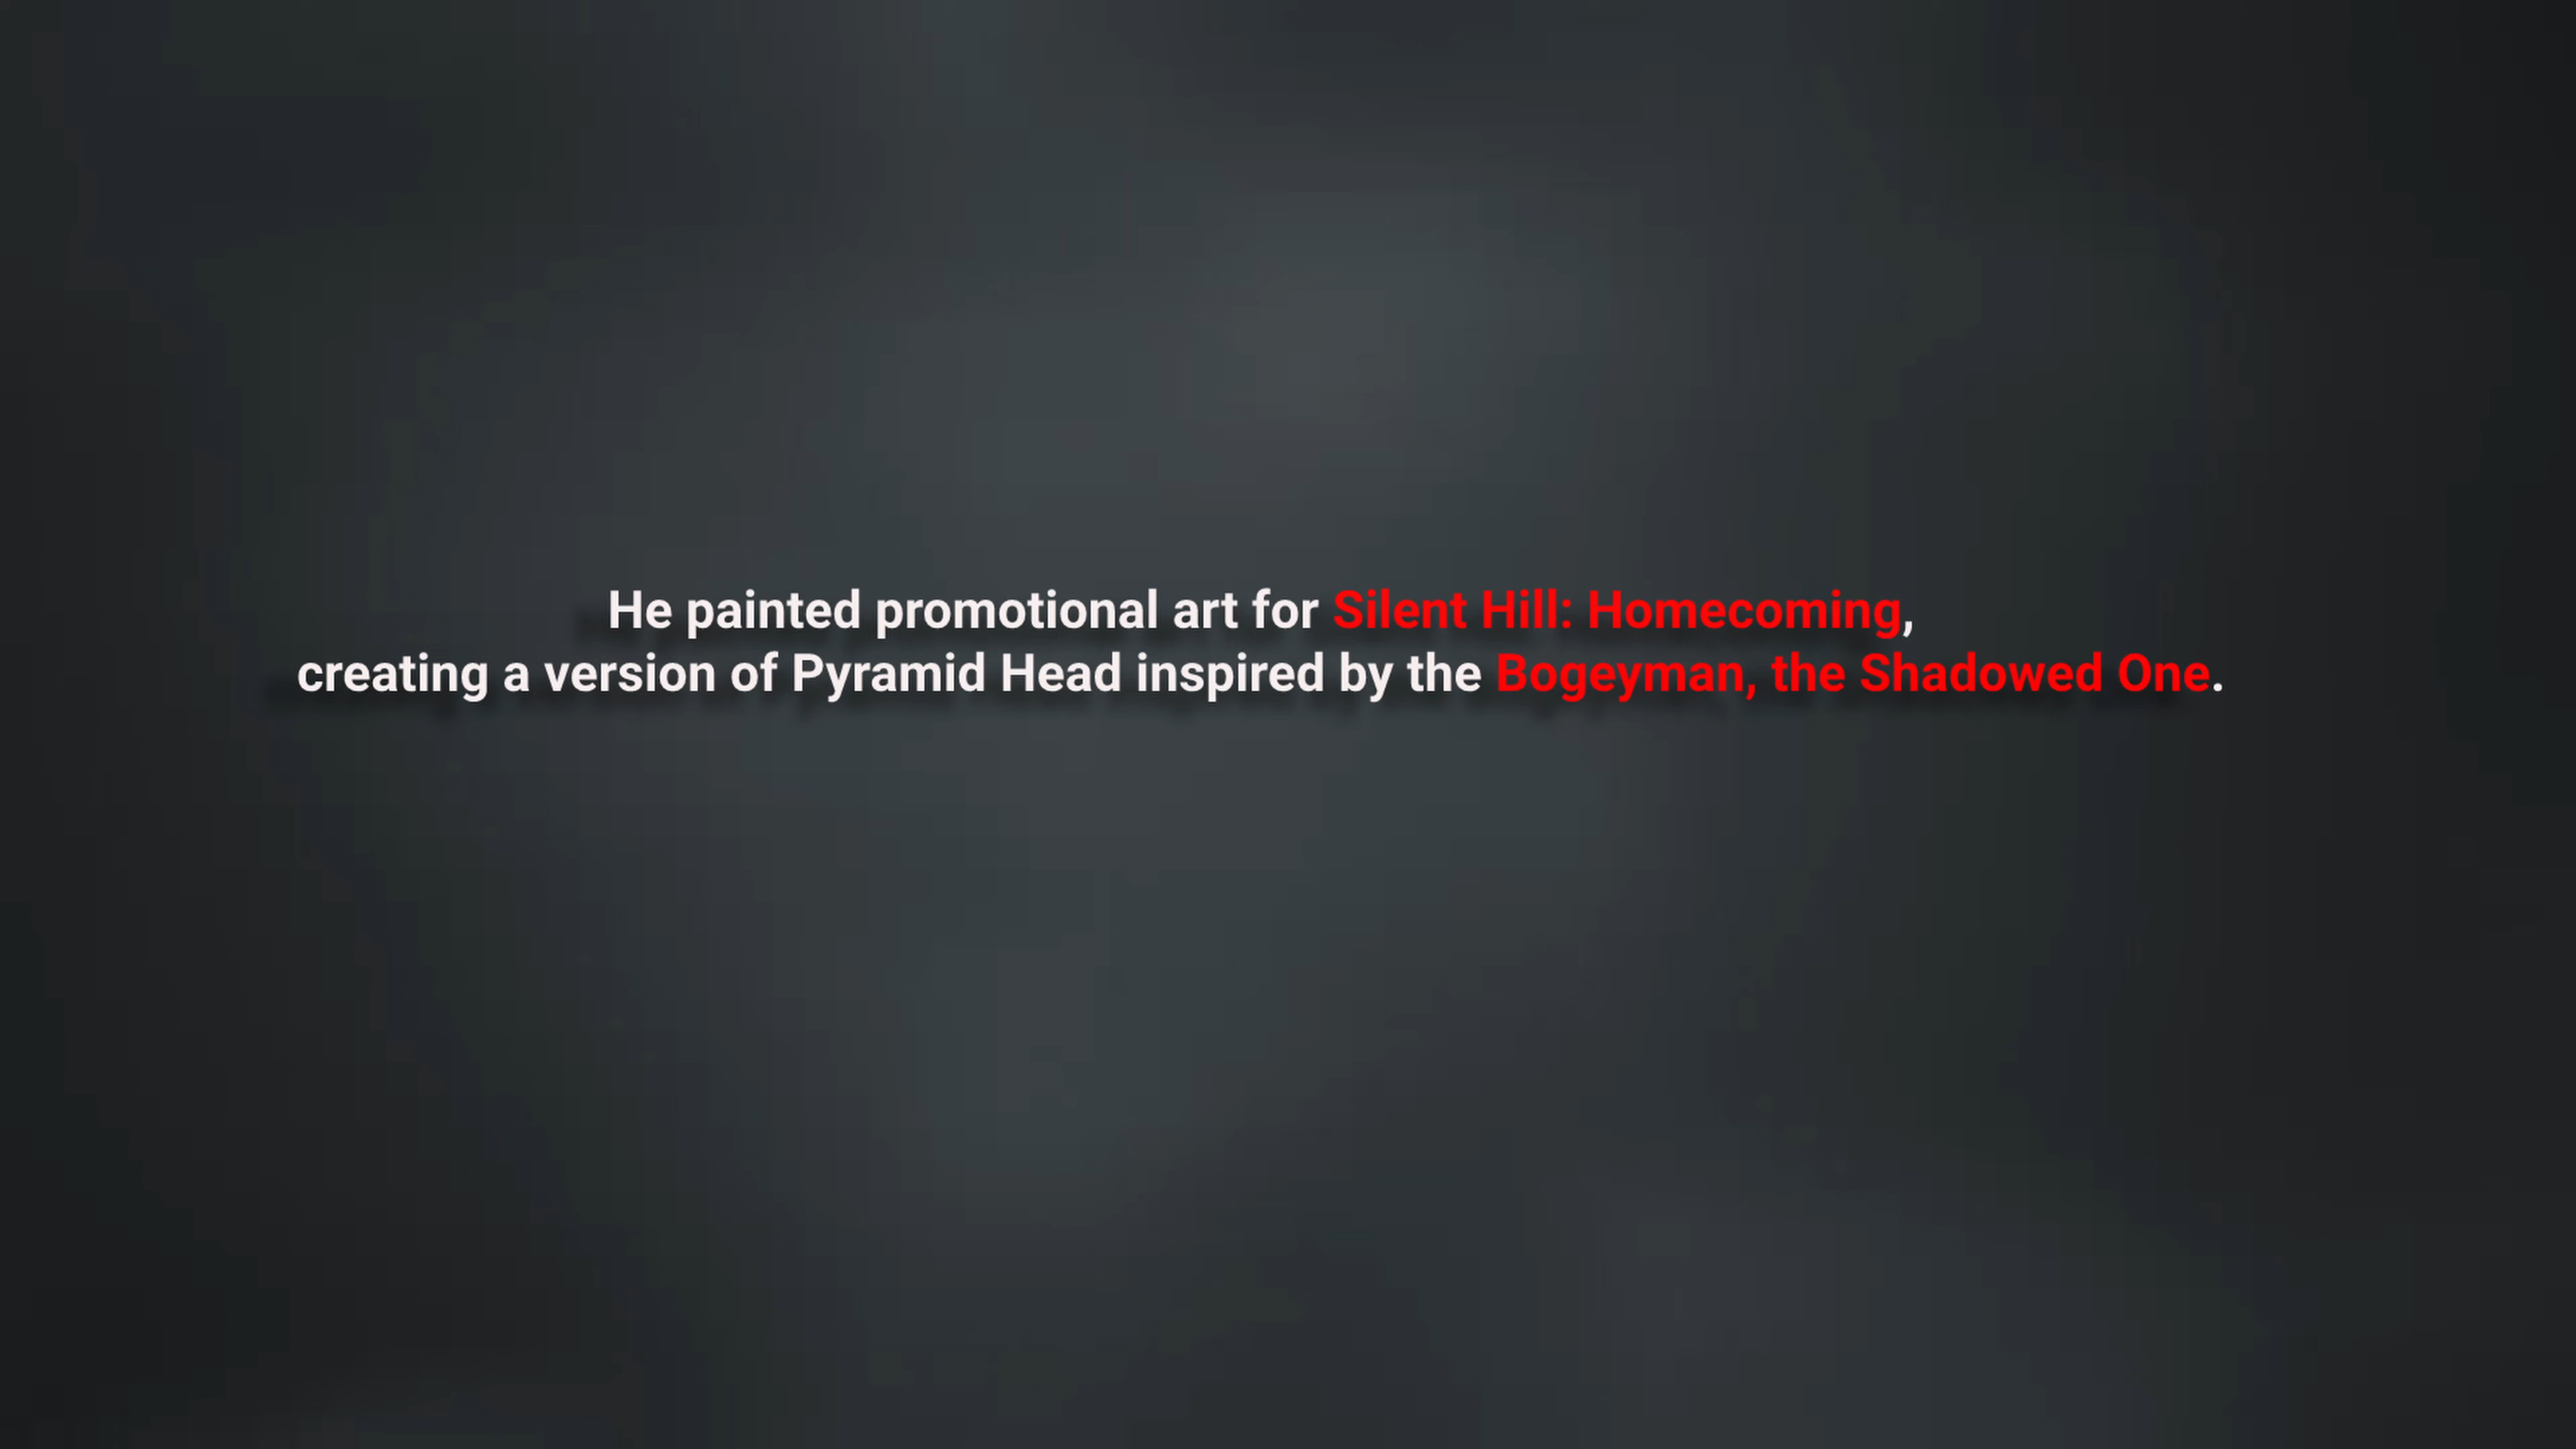 He painted promotional art for Silent Hill: Homecoming,
creating a version of Pyramid Head inspired by the Bogeyman, the Shadowed One.